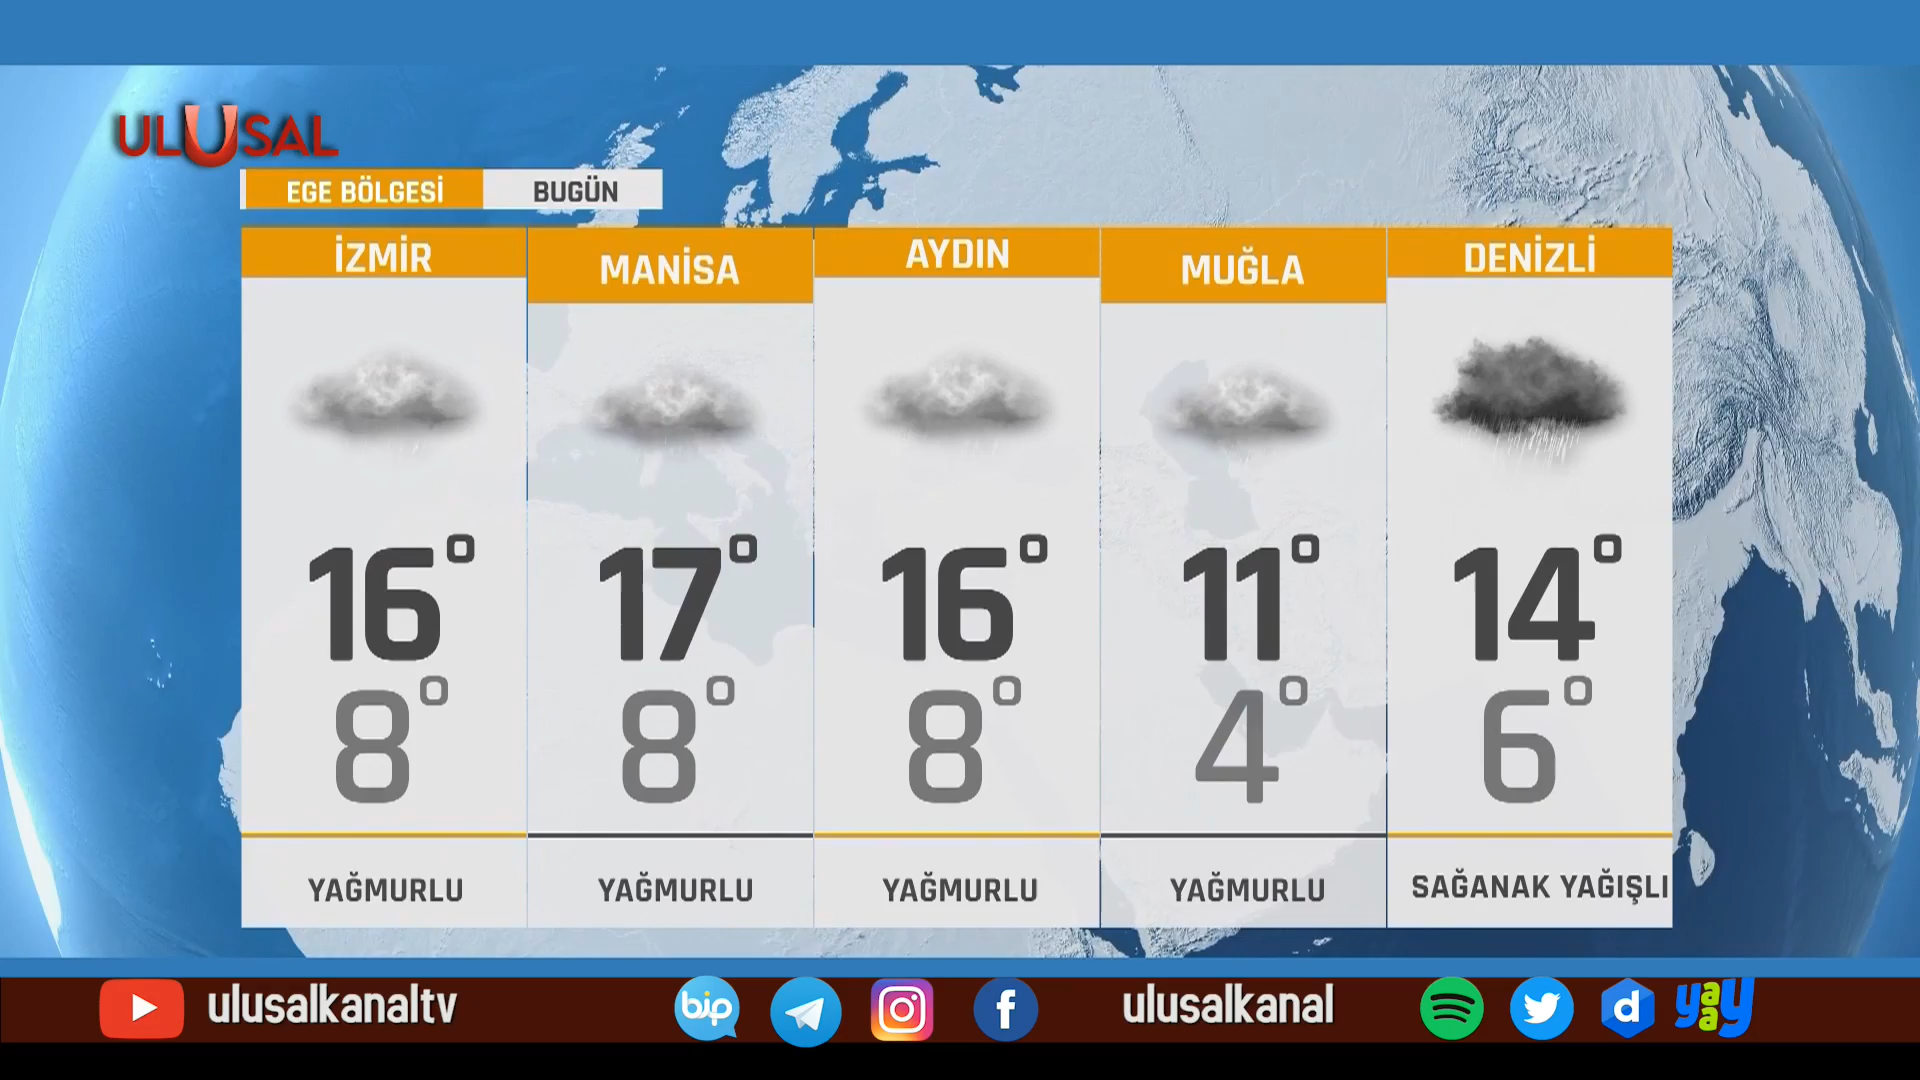 ULUSAL
EGE BÖLGESİ BUGÜN
İZMİR MANİSA AYDIN MUĞLA DENİZLİ
16° 17° 16° 11° 14°
8° 8° 8° 4° 6°
YAĞMURLU YAĞMURLU YAĞMURLU YAĞMURLU SAĞANAK YAĞIŞLI
ulusalkanaltv bip f ulusalkanal d yaay